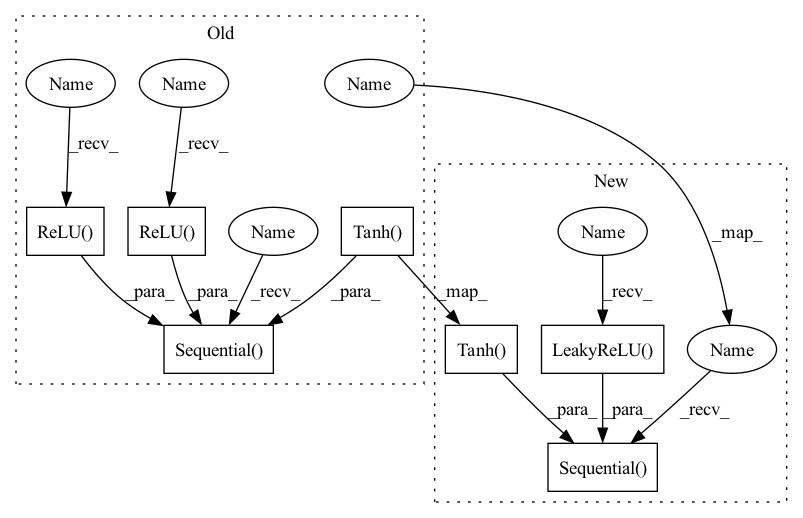 Old
Name
Name
Name
_recv_
_recv_
New
ReLU()
ReLU()
Name
Tanh()
Name
_map_
_para_
_para_
_recv_
_para_
_map_
_recv_
Sequential()
Tanh()
LeakyReLU()
Name
_para_
_para_
_recv_
Sequential()